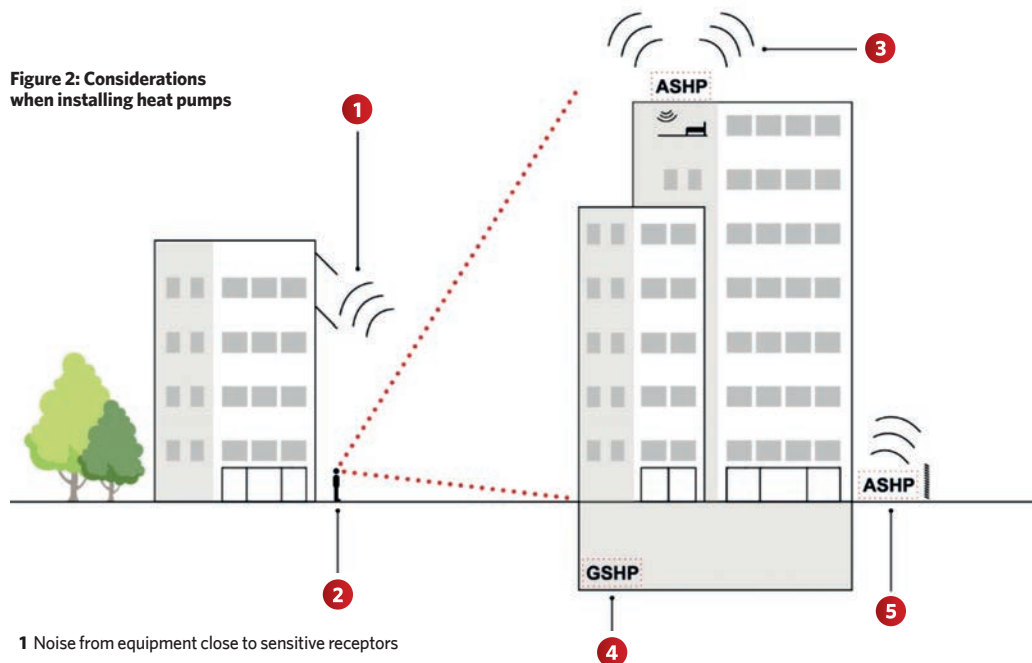 Figure 2: Considerations
when installing heat pumps
1
3
ASHP
ASHP
2
GSHP
5
4
1 Noise from equipment close to sensitive receptors